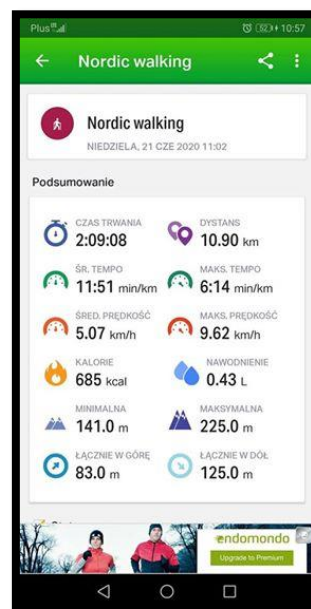 Plus 52 10:57
Nordic walking
Nordic walking
NIEDZIELA, 21 CZE 2020 11:02
Podsumowanie
CZAS TRWANIA DYSTANS
2:09:08 10.90 km
ŚR. TEMPO MAKS. TEMPO
11:51 min/km 6:14 min/km
ŚRED. PRĘDKOŚĆ MAKS. PRĘDKOŚĆ
5.07 km/h 9.62 km/h
KALORIE NAWODNIENIE
685 kcal 0.43 L
MINIMALNA MAKSYMALNA
141.0 m 225.0 m
ŁĄCZNIE W GÓRĘ ŁĄCZNIE W DÓŁ
83.0 m 125.0 m
endomondo
Upgrade to Premium